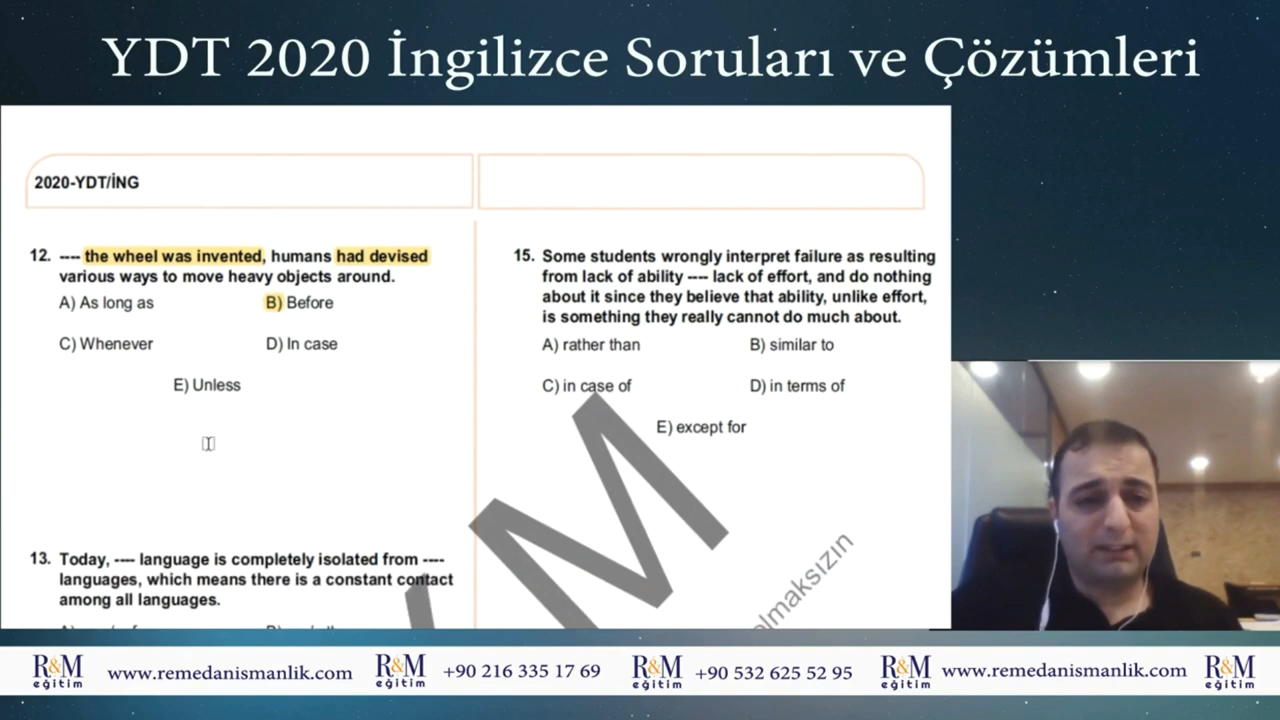 YDT 2020 İngilizce Soruları ve Çözümleri
2020-YDT/İNG
12. ---- the wheel was invented, humans had devised
various ways to move heavy objects around.
A) As long as
B) Before
C) Whenever
D) In case
E) Unless
13. Today, ---- language is completely isolated from ----
languages, which means there is a constant contact
among all languages.
15. Some students wrongly interpret failure as resulting
from lack of ability ---- lack of effort, and do nothing
about it since they believe that ability, unlike effort,
is something they really cannot do much about.
A) rather than
B) similar to
C) in case of
D) in terms of
E) except for
M
olmaksızın
R&M eğitim www.remedanismanlik.com R&M eğitim +90 216 335 17 69 R&M eğitim +90 532 625 52 95 R&M eğitim www.remedanismanlik.com R&M eğitim